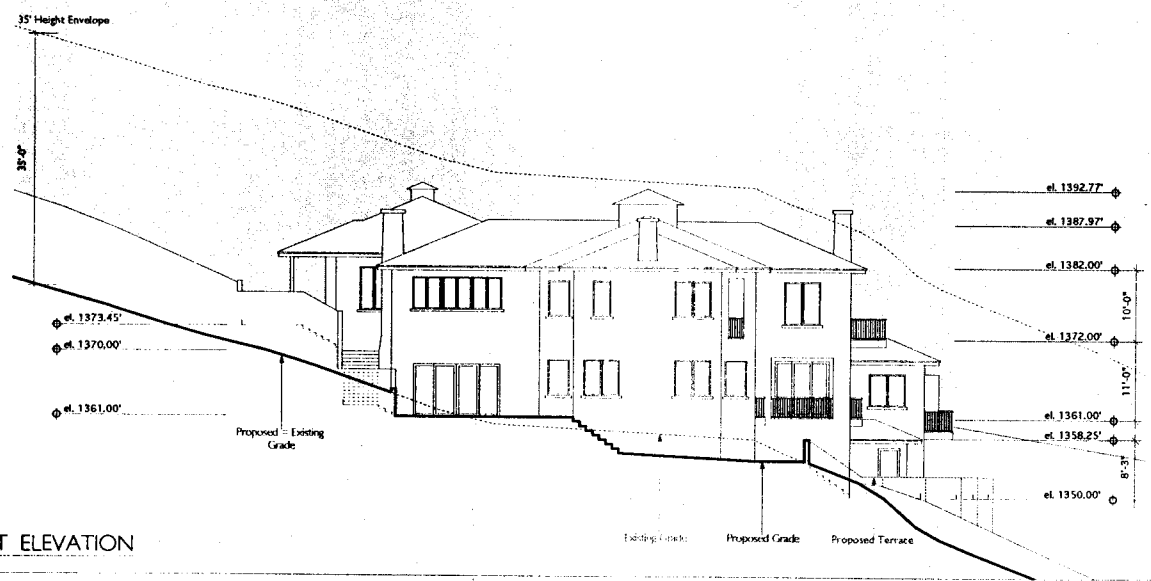 35' Height Envelope
35'-0"
el. 1392.77'
el. 1387.97'
el. 1382.00'
10'-0"
el. 1373.45'
el. 1372.00'
el. 1370.00'
11'-0"
el. 1361.00'
el. 1361.00'
Proposed = Existing
Grade
el. 1358.25'
8'-3"
el. 1350.00'
Existing Grade
Proposed Grade
Proposed Terrace
T ELEVATION